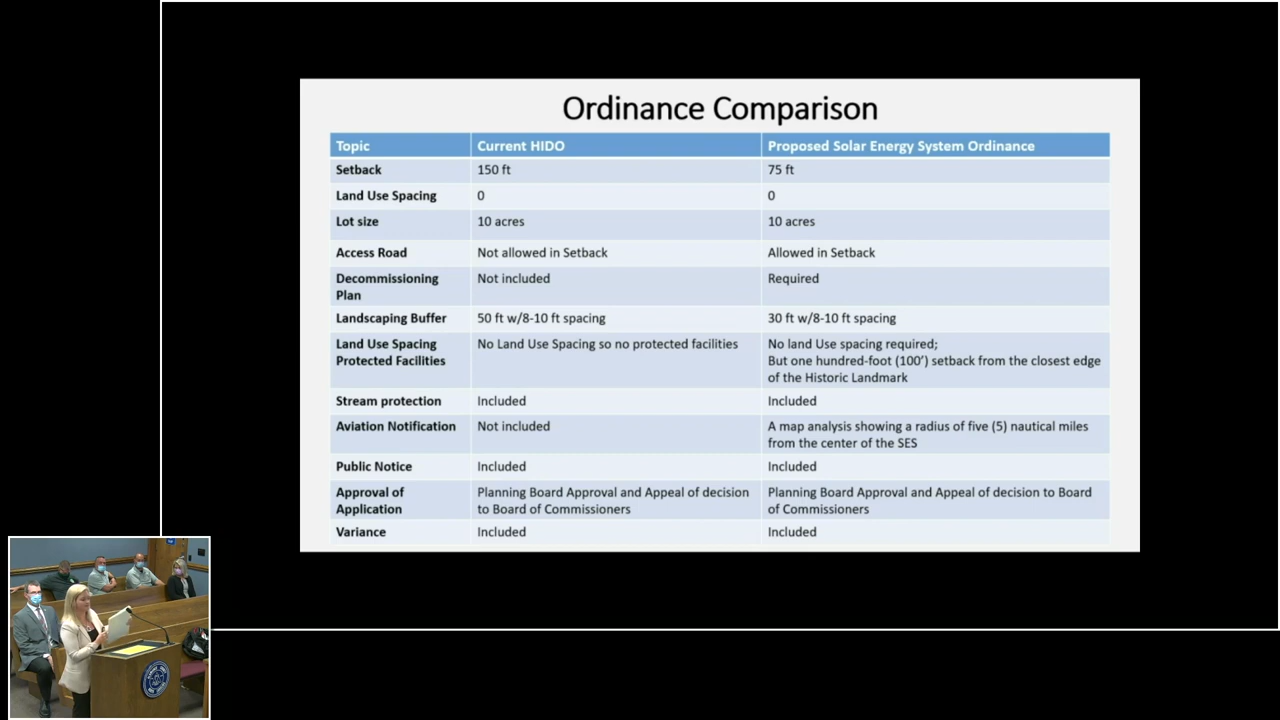 Ordinance Comparison
Topic Current HIDO Proposed Solar Energy System Ordinance
Setback 150 ft 75 ft
Land Use Spacing 0 0
Lot size 10 acres 10 acres
Access Road Not allowed in Setback Allowed in Setback
Decommissioning Not included Required
Plan
Landscaping Buffer 50 ft w/8-10 ft spacing 30 ft w/8-10 ft spacing
Land Use Spacing No Land Use Spacing so no protected facilities No land Use spacing required;
Protected Facilities But one hundred-foot (100') setback from the closest edge
of the Historic Landmark
Stream protection Included Included
Aviation Notification Not included A map analysis showing a radius of five (5) nautical miles
from the center of the SES
Public Notice Included Included
Approval of Planning Board Approval and Appeal of decision Planning Board Approval and Appeal of decision to Board
Application to Board of Commissioners of Commissioners
Variance Included Included